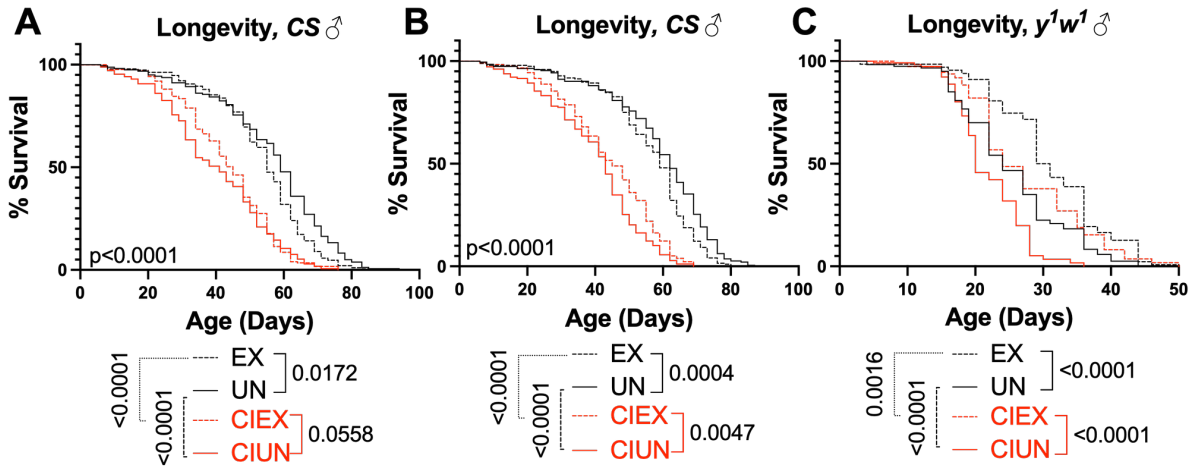 A
Longevity, CS ♂
% Survival
100
50
0
p<0.0001
0 20 40 60 80 100
Age (Days)
<0.0001
<0.0001
EX
UN
0.0172
CIEX
CIUN
0.0558
B
Longevity, CS ♂
% Survival
100
50
0
p<0.0001
0 20 40 60 80 100
Age (Days)
<0.0001
<0.0001
EX
UN
0.0004
CIEX
CIUN
0.0047
C
Longevity, y¹w¹ ♂
% Survival
100
50
0
0 10 20 30 40 50
Age (Days)
0.0016
<0.0001
EX
UN
<0.0001
CIEX
CIUN
<0.0001